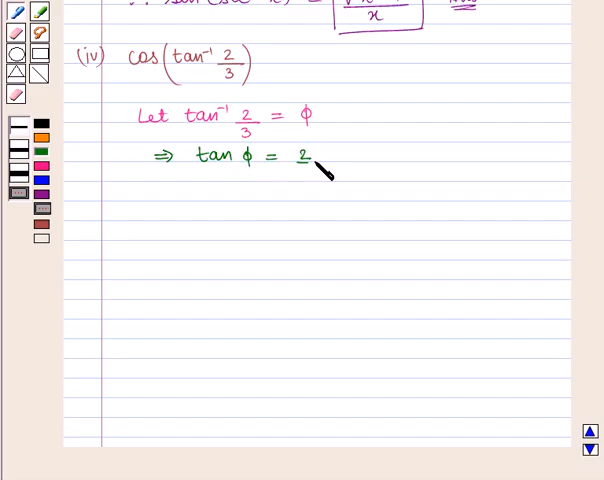 (iv) cos(tan⁻¹ 2/3)
Let tan⁻¹ 2/3 = ϕ
⇒ tan ϕ = 2
x